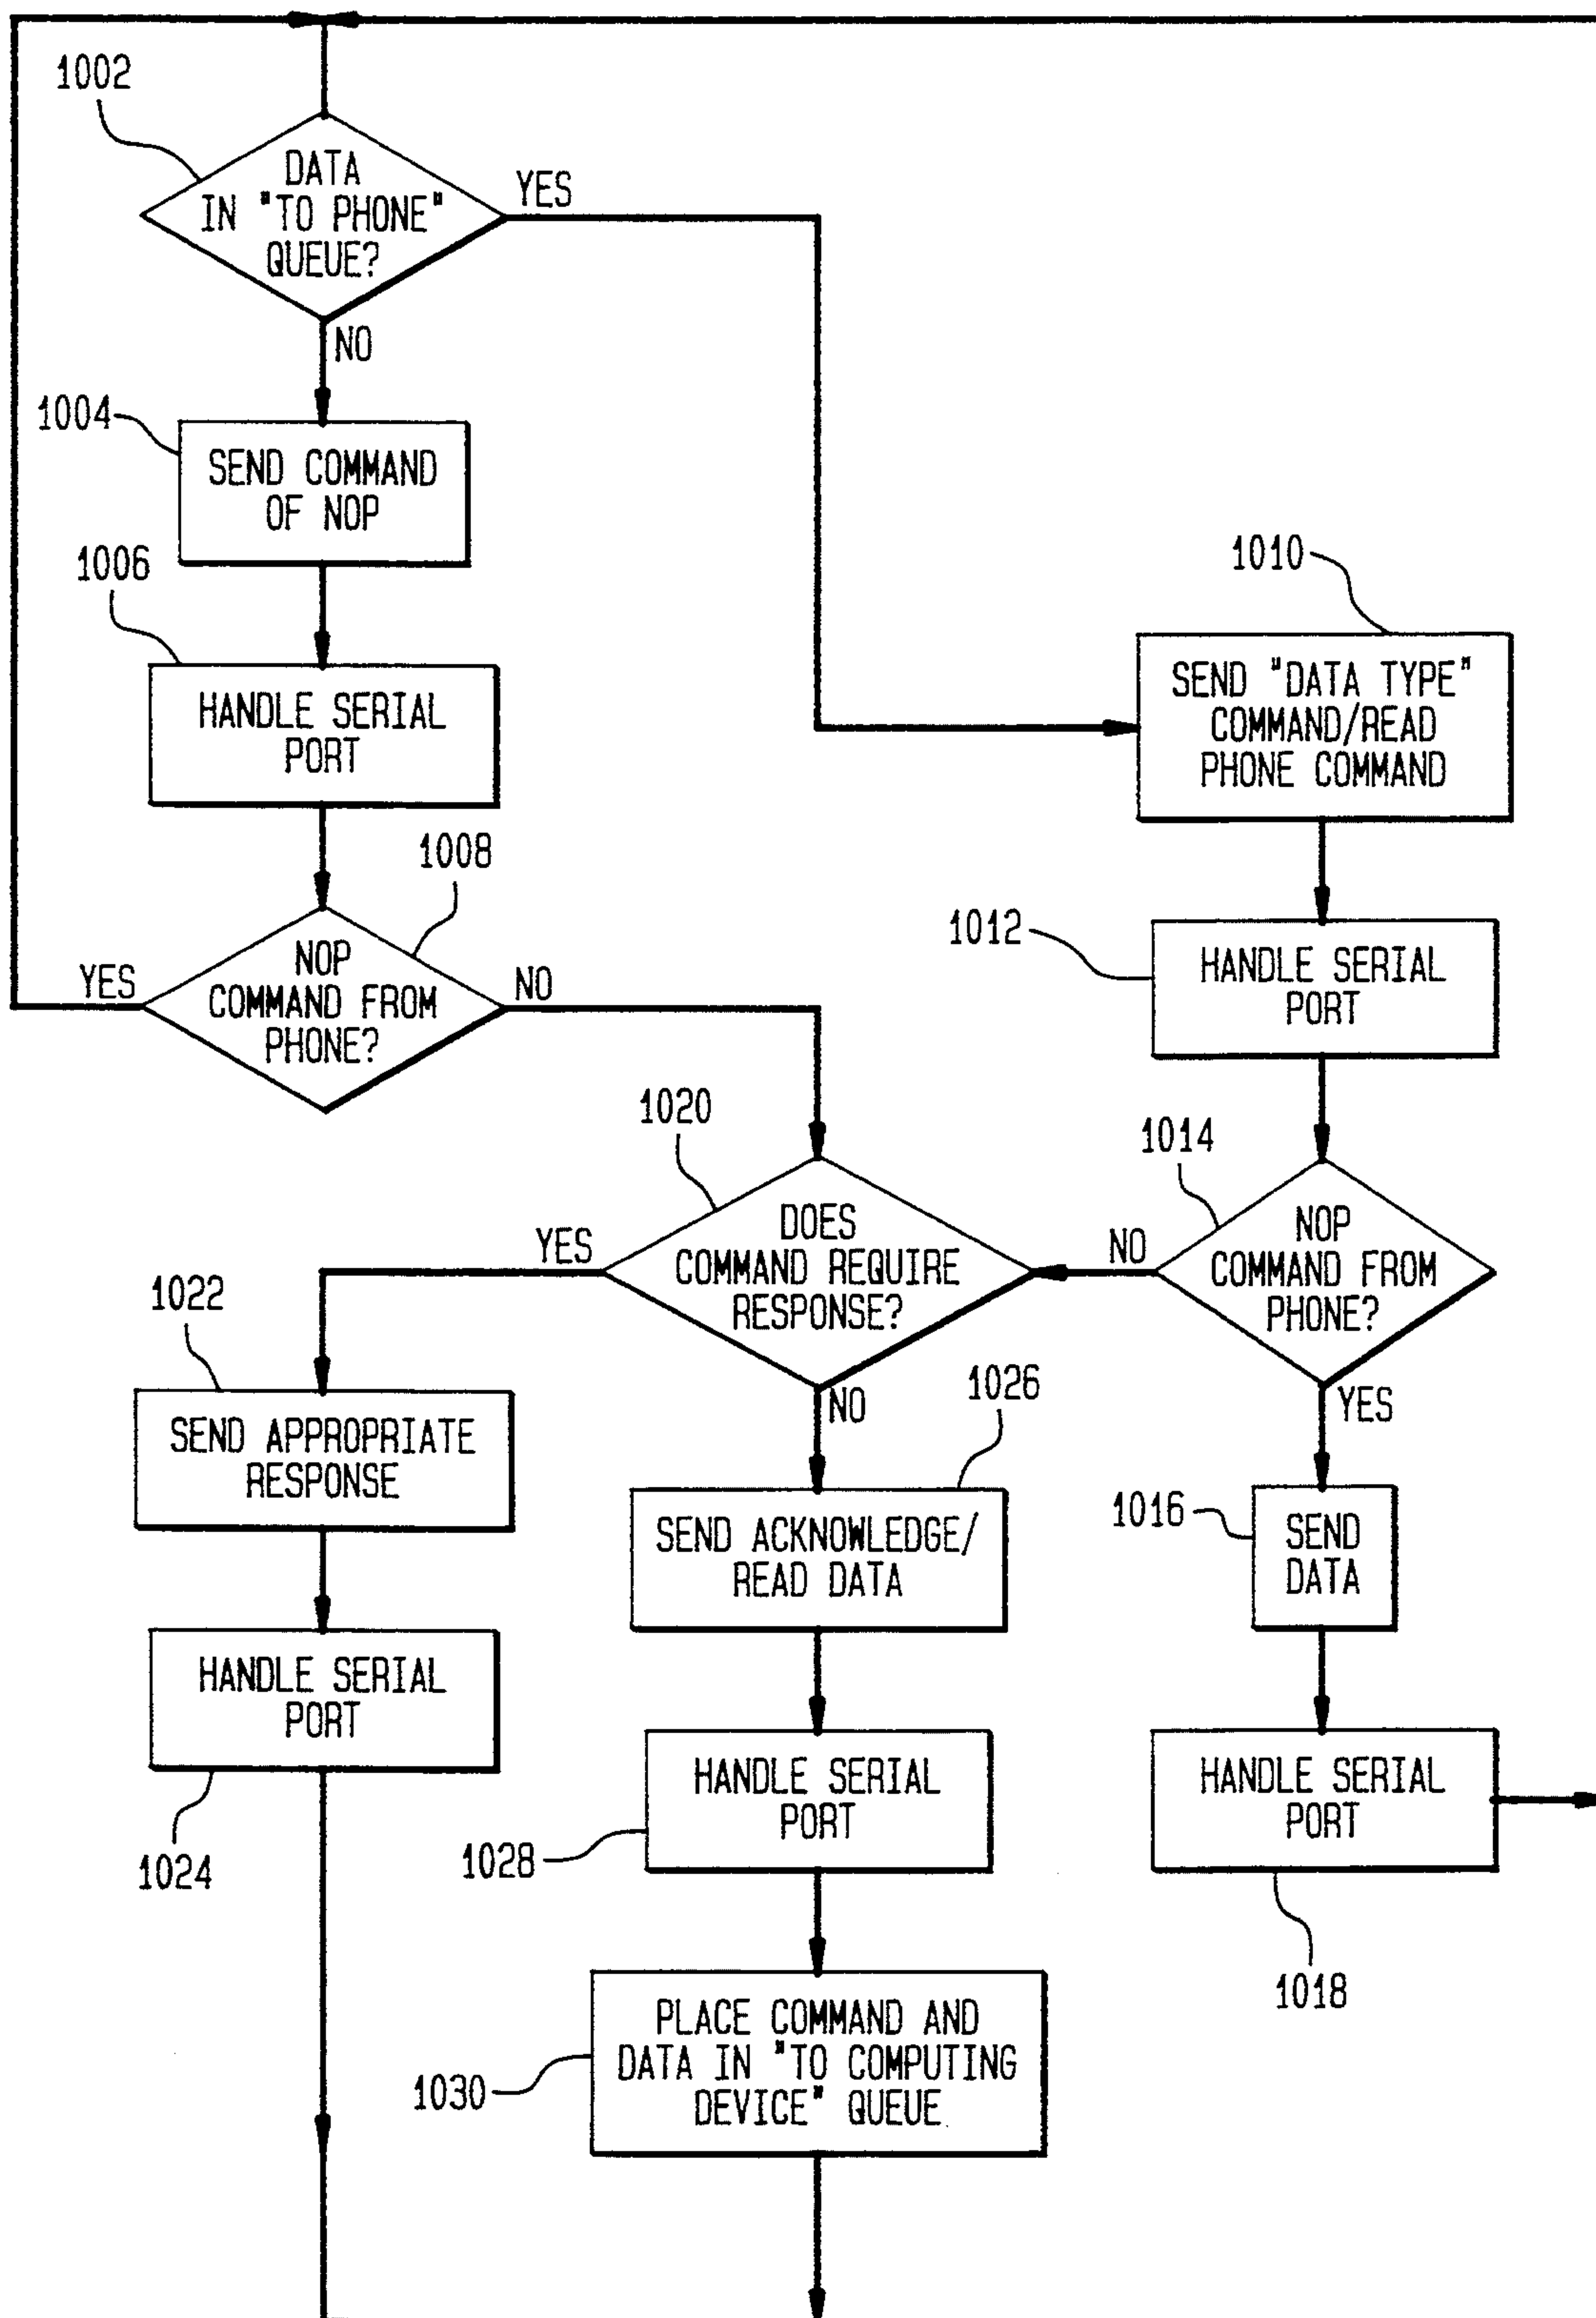 1002
DATA
IN "TO PHONE"
QUEUE?
YES
NO
1004
SEND COMMAND
OF NOP
1006
HANDLE SERIAL
PORT
1008
NOP
COMMAND FROM
PHONE?
YES
NO
1010
SEND "DATA TYPE"
COMMAND/READ
PHONE COMMAND
1012
HANDLE SERIAL
PORT
1014
NOP
COMMAND FROM
PHONE?
NO
YES
1016
SEND
DATA
HANDLE SERIAL
PORT
1018
1020
DOES
COMMAND REQUIRE
RESPONSE?
YES
NO
1022
SEND APPROPRIATE
RESPONSE
HANDLE SERIAL
PORT
1024
1026
SEND ACKNOWLEDGE/
READ DATA
HANDLE SERIAL
PORT
1028
PLACE COMMAND AND
DATA IN "TO COMPUTING
DEVICE" QUEUE
1030